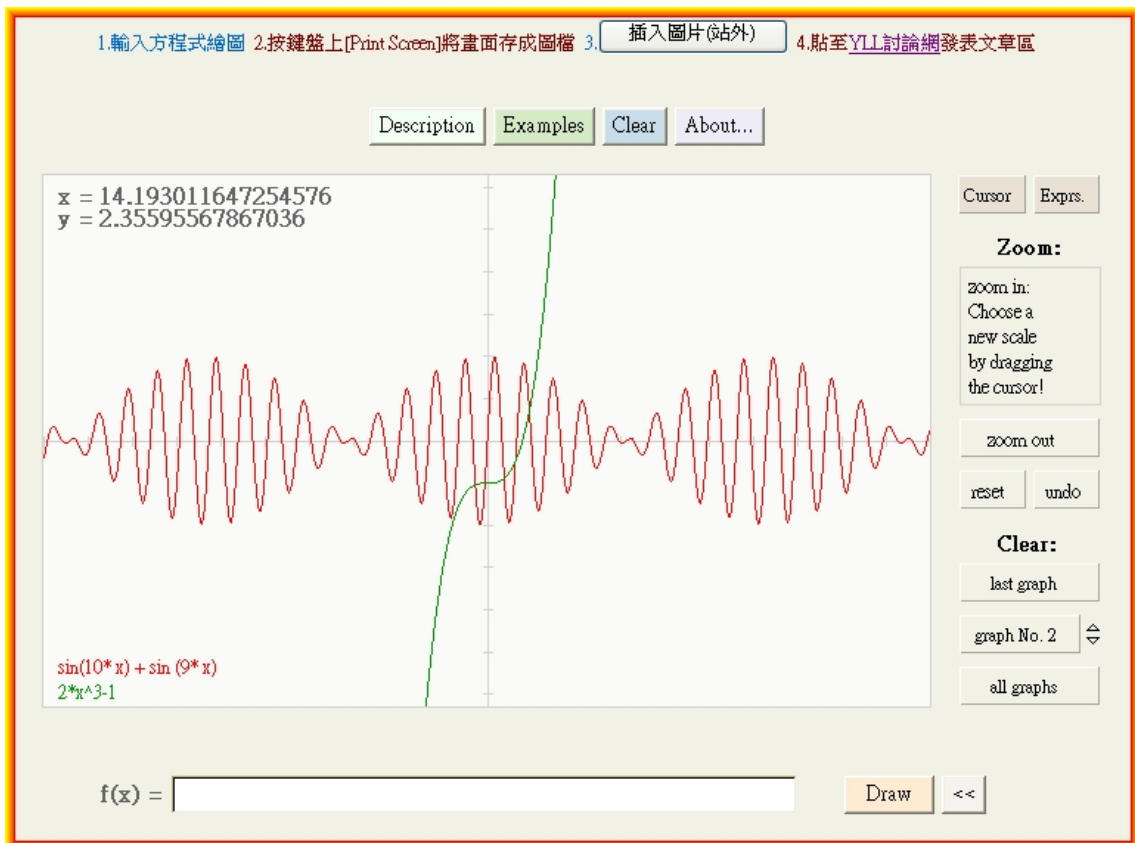 1.輸入方程式繪圖 2.按鍵盤上[Print Screen]將畫面存成圖檔 3. 插入圖片(站外) 4.貼至YLL討論網發表文章區
Description Examples Clear About...
x = 14.193011647254576
y = 2.35595567867036
Cursor Exprs.
Zoom:
zoom in:
Choose a
new scale
by dragging
the cursor!
zoom out
reset undo
Clear:
last graph
graph No. 2
all graphs
sin(10*x) + sin (9*x)
2*x^3-1
f(x) =
Draw <<